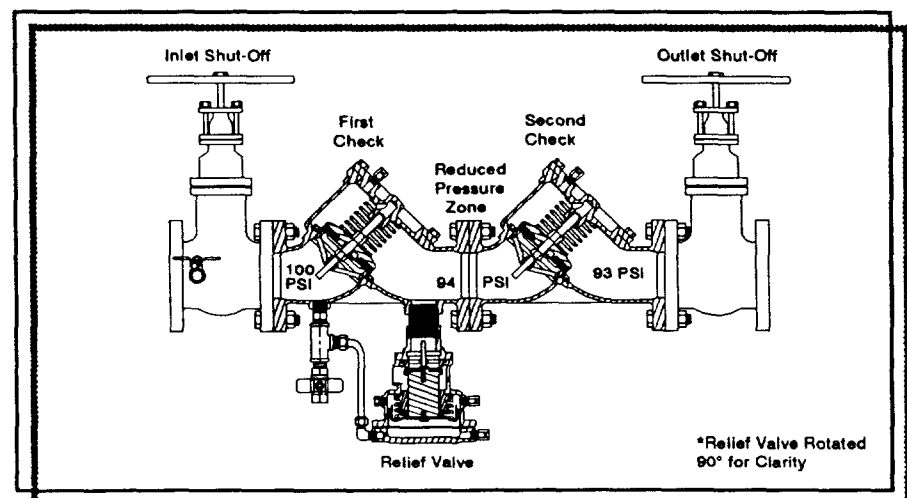 Inlet Shut-Off
Outlet Shut-Off
First
Check
Second
Check
Reduced
Pressure
Zone
100
PSI
94
PSI
93 PSI
Relief Valve
*Relief Valve Rotated
90° for Clarity